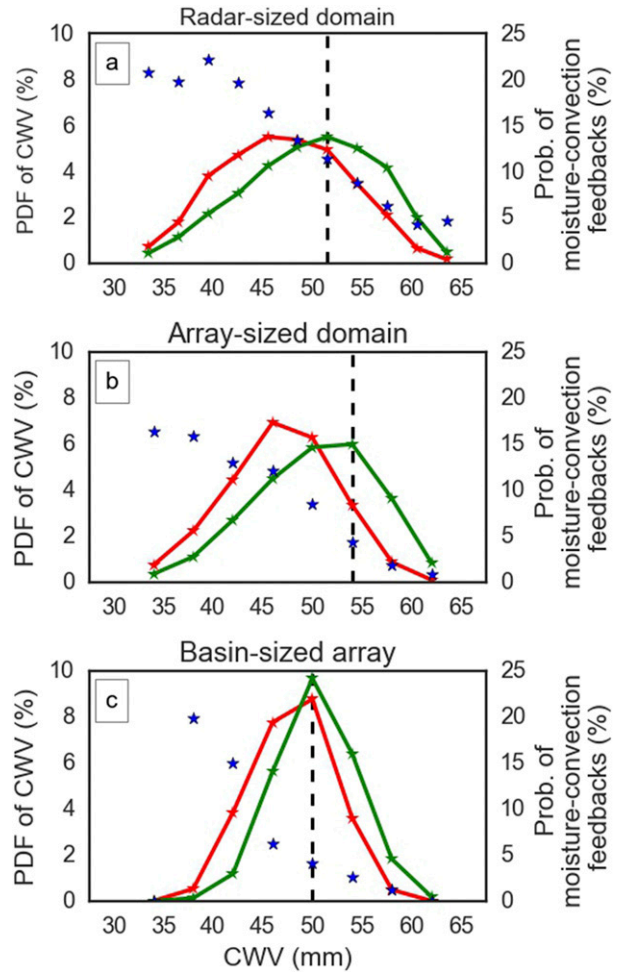 Radar-sized domain
a
PDF of CWV (%)
10
8
6
4
2
0
25
20
15
10
5
0
Prob. of
moisture-convection
feedbacks (%)
30 35 40 45 50 55 60 65
Array-sized domain
b
PDF of CWV (%)
10
8
6
4
2
0
25
20
15
10
5
0
Prob. of
moisture-convection
feedbacks (%)
30 35 40 45 50 55 60 65
Basin-sized array
c
PDF of CWV (%)
10
8
6
4
2
0
25
20
15
10
5
0
Prob. of
moisture-convection
feedbacks (%)
30 35 40 45 50 55 60 65
CWV (mm)